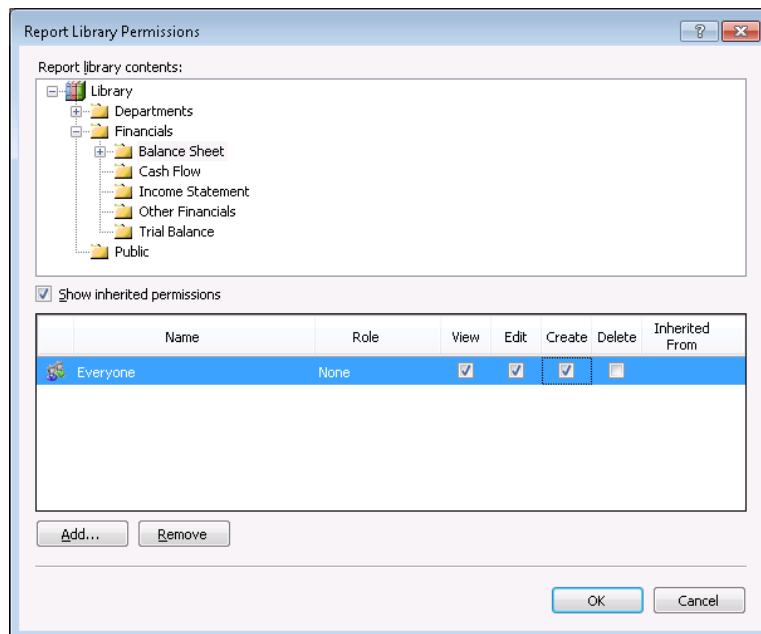 Report Library Permissions
Report library contents:
Library
Departments
Financials
Balance Sheet
Cash Flow
Income Statement
Other Financials
Trial Balance
Public
Show inherited permissions
Name Role View Edit Create Delete Inherited From
Everyone None
Add... Remove
OK Cancel